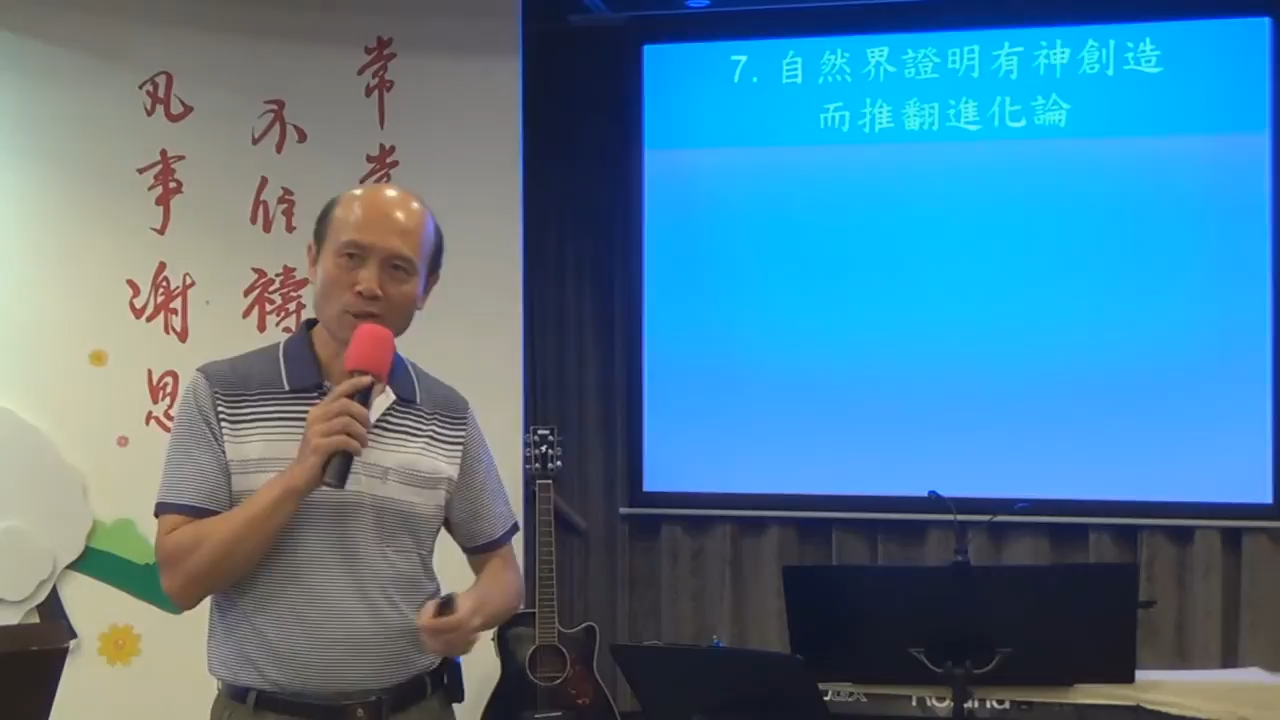 常常
不住禱
凡事謝恩
7. 自然界證明有神創造
而推翻進化論
Roland